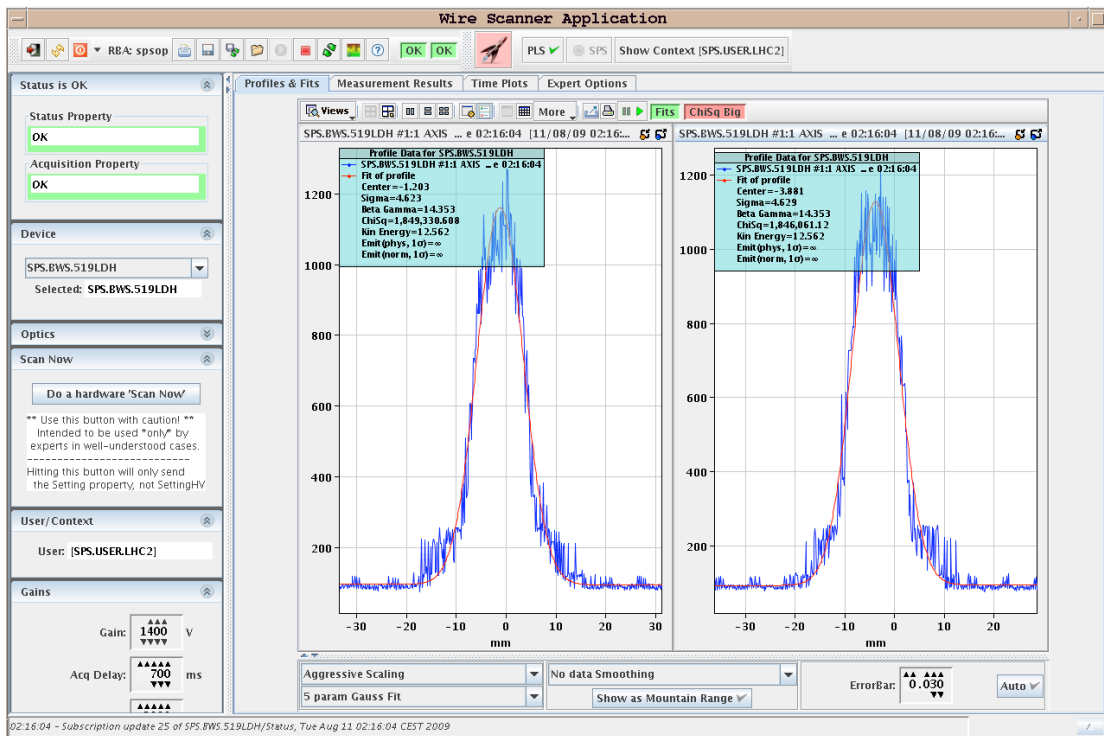 Wire Scanner Application
RBA: spsop
OK
OK
PLS
SPS
Show Context [SPS.USER.LHC2]
Status is OK
Status Property
OK
Acquisition Property
OK
Device
SPS.BWS.519LDH
Selected: SPS.BWS.519LDH
Optics
Scan Now
Do a hardware 'Scan Now'
** Use this button with caution! **
Intended to be used *only* by
experts in well-understood cases.
----------------------------
Hitting this button will only send
the Setting property, not SettingHV
User/Context
User: [SPS.USER.LHC2]
Gains
Gain: 1400 V
Acq Delay: 700 ms
Profiles & Fits
Measurement Results
Time Plots
Expert Options
Views
More
Fits
ChiSq Big
SPS.BWS.519LDH #1:1 AXIS ... e 02:16:04 [11/08/09 02:16:...
Profile Data for SPS.BWS.519LDH
SPS.BWS.519LDH #1:1 AXIS ... e 02:16:04
Fit of profile
Center=-1.203
Sigma=4.623
Beta Gamma=14.353
ChiSq=1,849,330.608
Kin Energy=12.562
Emit(phys, 1σ)=∞
Emit(norm, 1σ)=∞
1200
1000
800
600
400
200
-30 -20 -10 0 10 20 30
mm
SPS.BWS.519LDH #1:1 AXIS ... e 02:16:04 [11/08/09 02:16:...
Profile Data for SPS.BWS.519LDH
SPS.BWS.519LDH #1:1 AXIS ... e 02:16:04
Fit of profile
Center=-3.881
Sigma=4.629
Beta Gamma=14.353
ChiSq=1,846,061.12
Kin Energy=12.562
Emit(phys, 1σ)=∞
Emit(norm, 1σ)=∞
1200
1000
800
600
400
200
-30 -20 -10 0 10 20
mm
Aggressive Scaling
5 param Gauss Fit
No data Smoothing
Show as Mountain Range
ErrorBar: 0.030
Auto
02:16:04 - Subscription update 25 of SPS.BWS.519LDH/Status, Tue Aug 11 02:16:04 CEST 2009